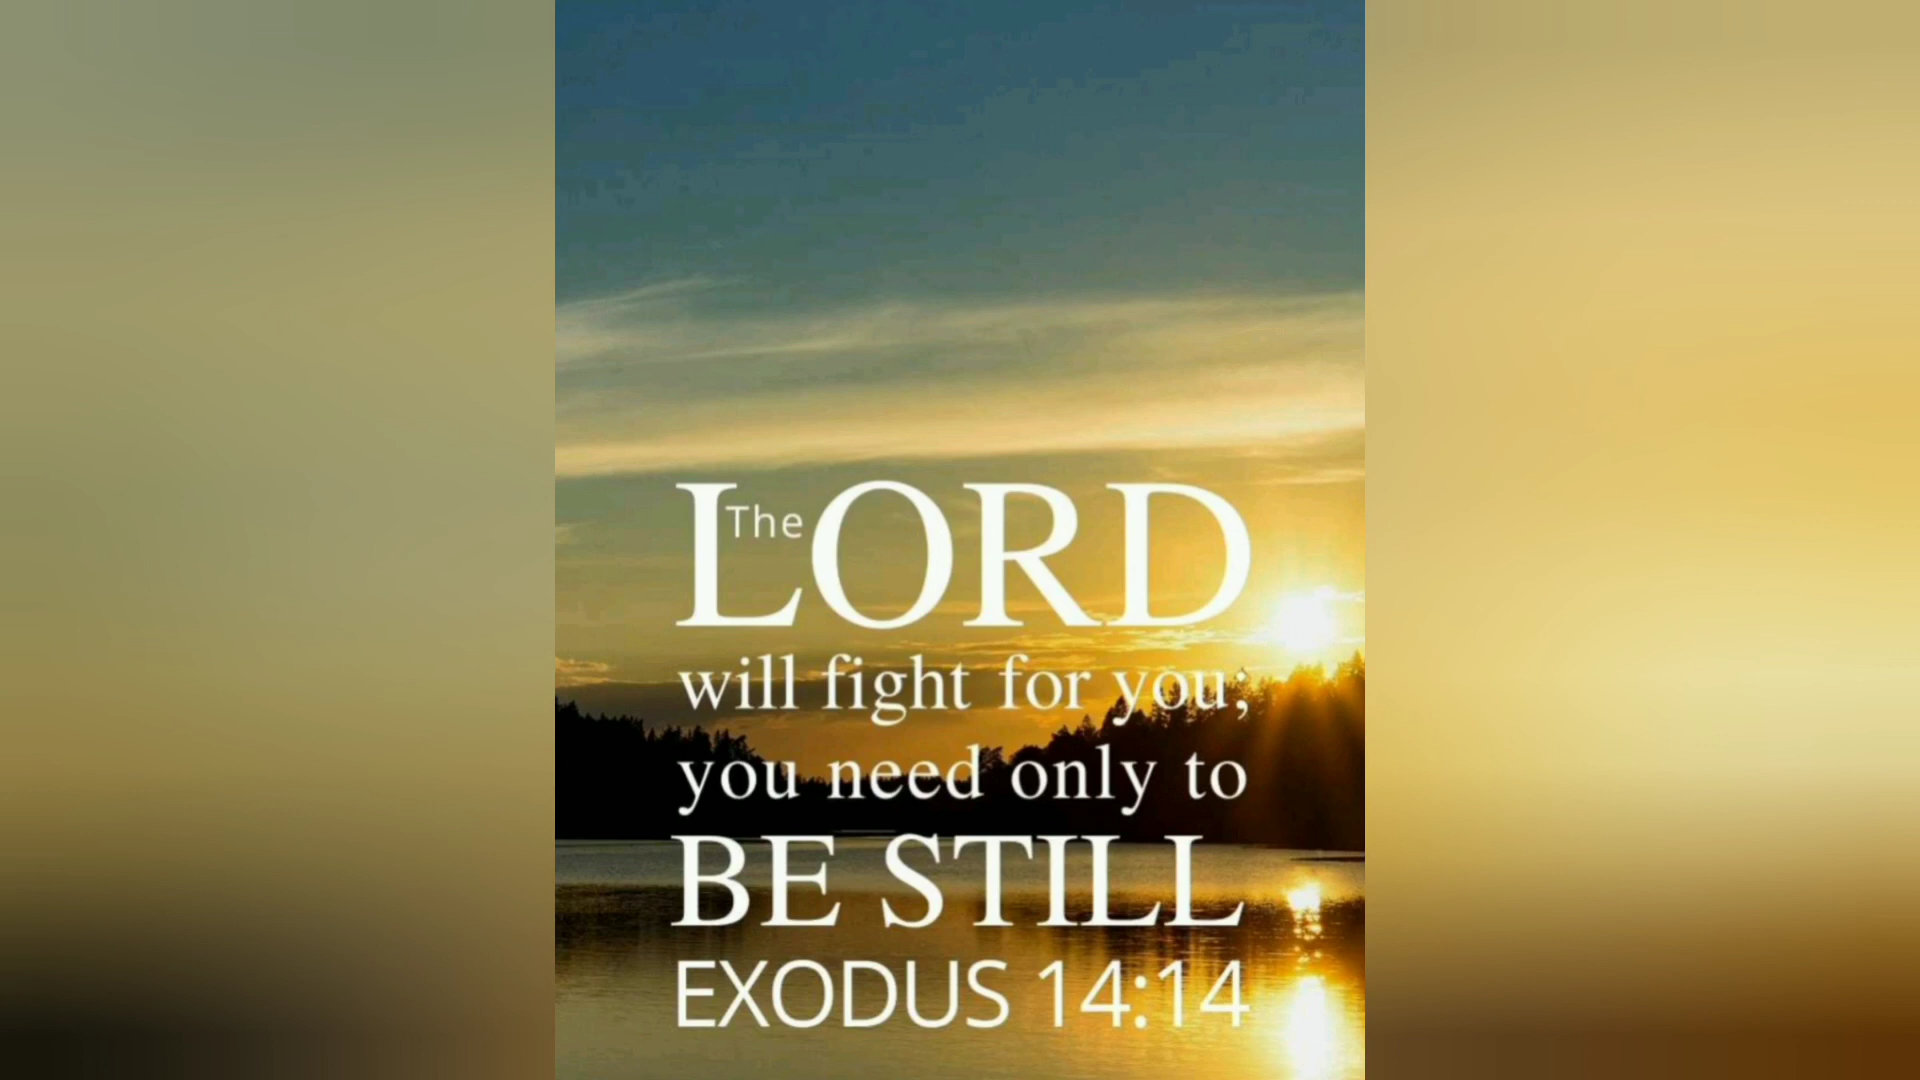 The
LORD
will fight for you;
you need only to
BE STILL
EXODUS 14:14